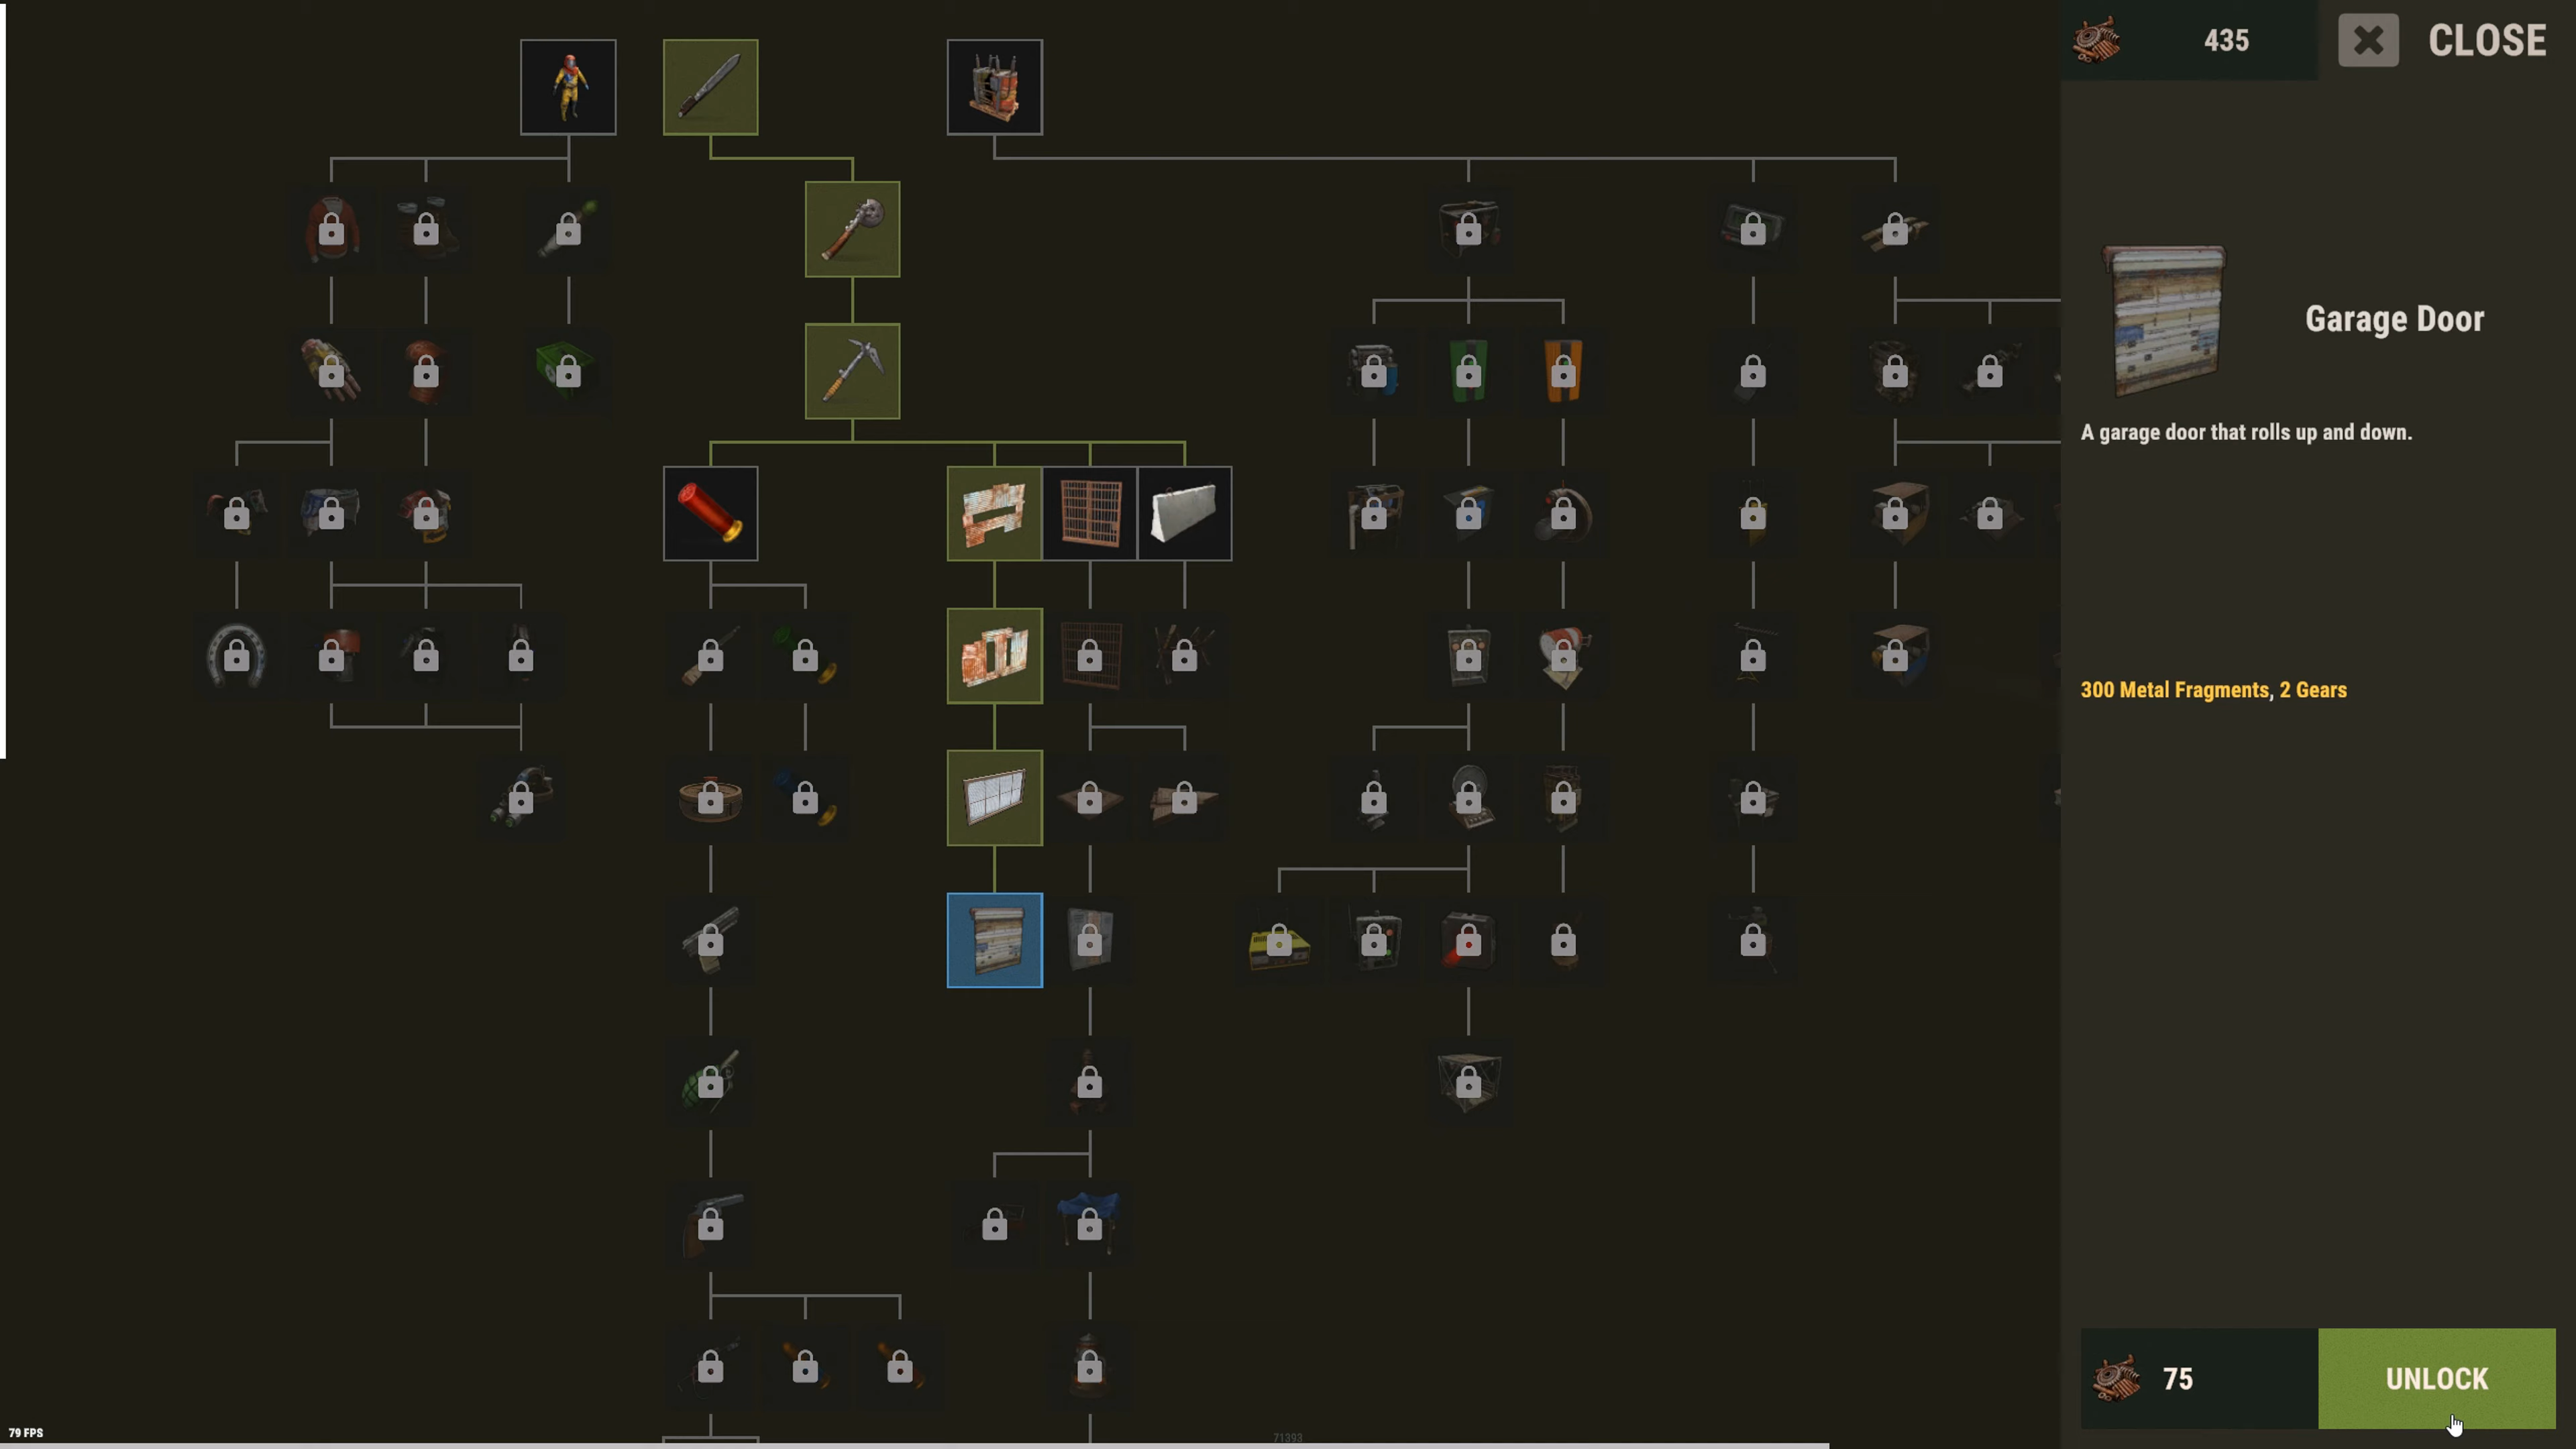 435
CLOSE
Garage Door
A garage door that rolls up and down.
300 Metal Fragments, 2 Gears
75
UNLOCK
79 FPS
71393